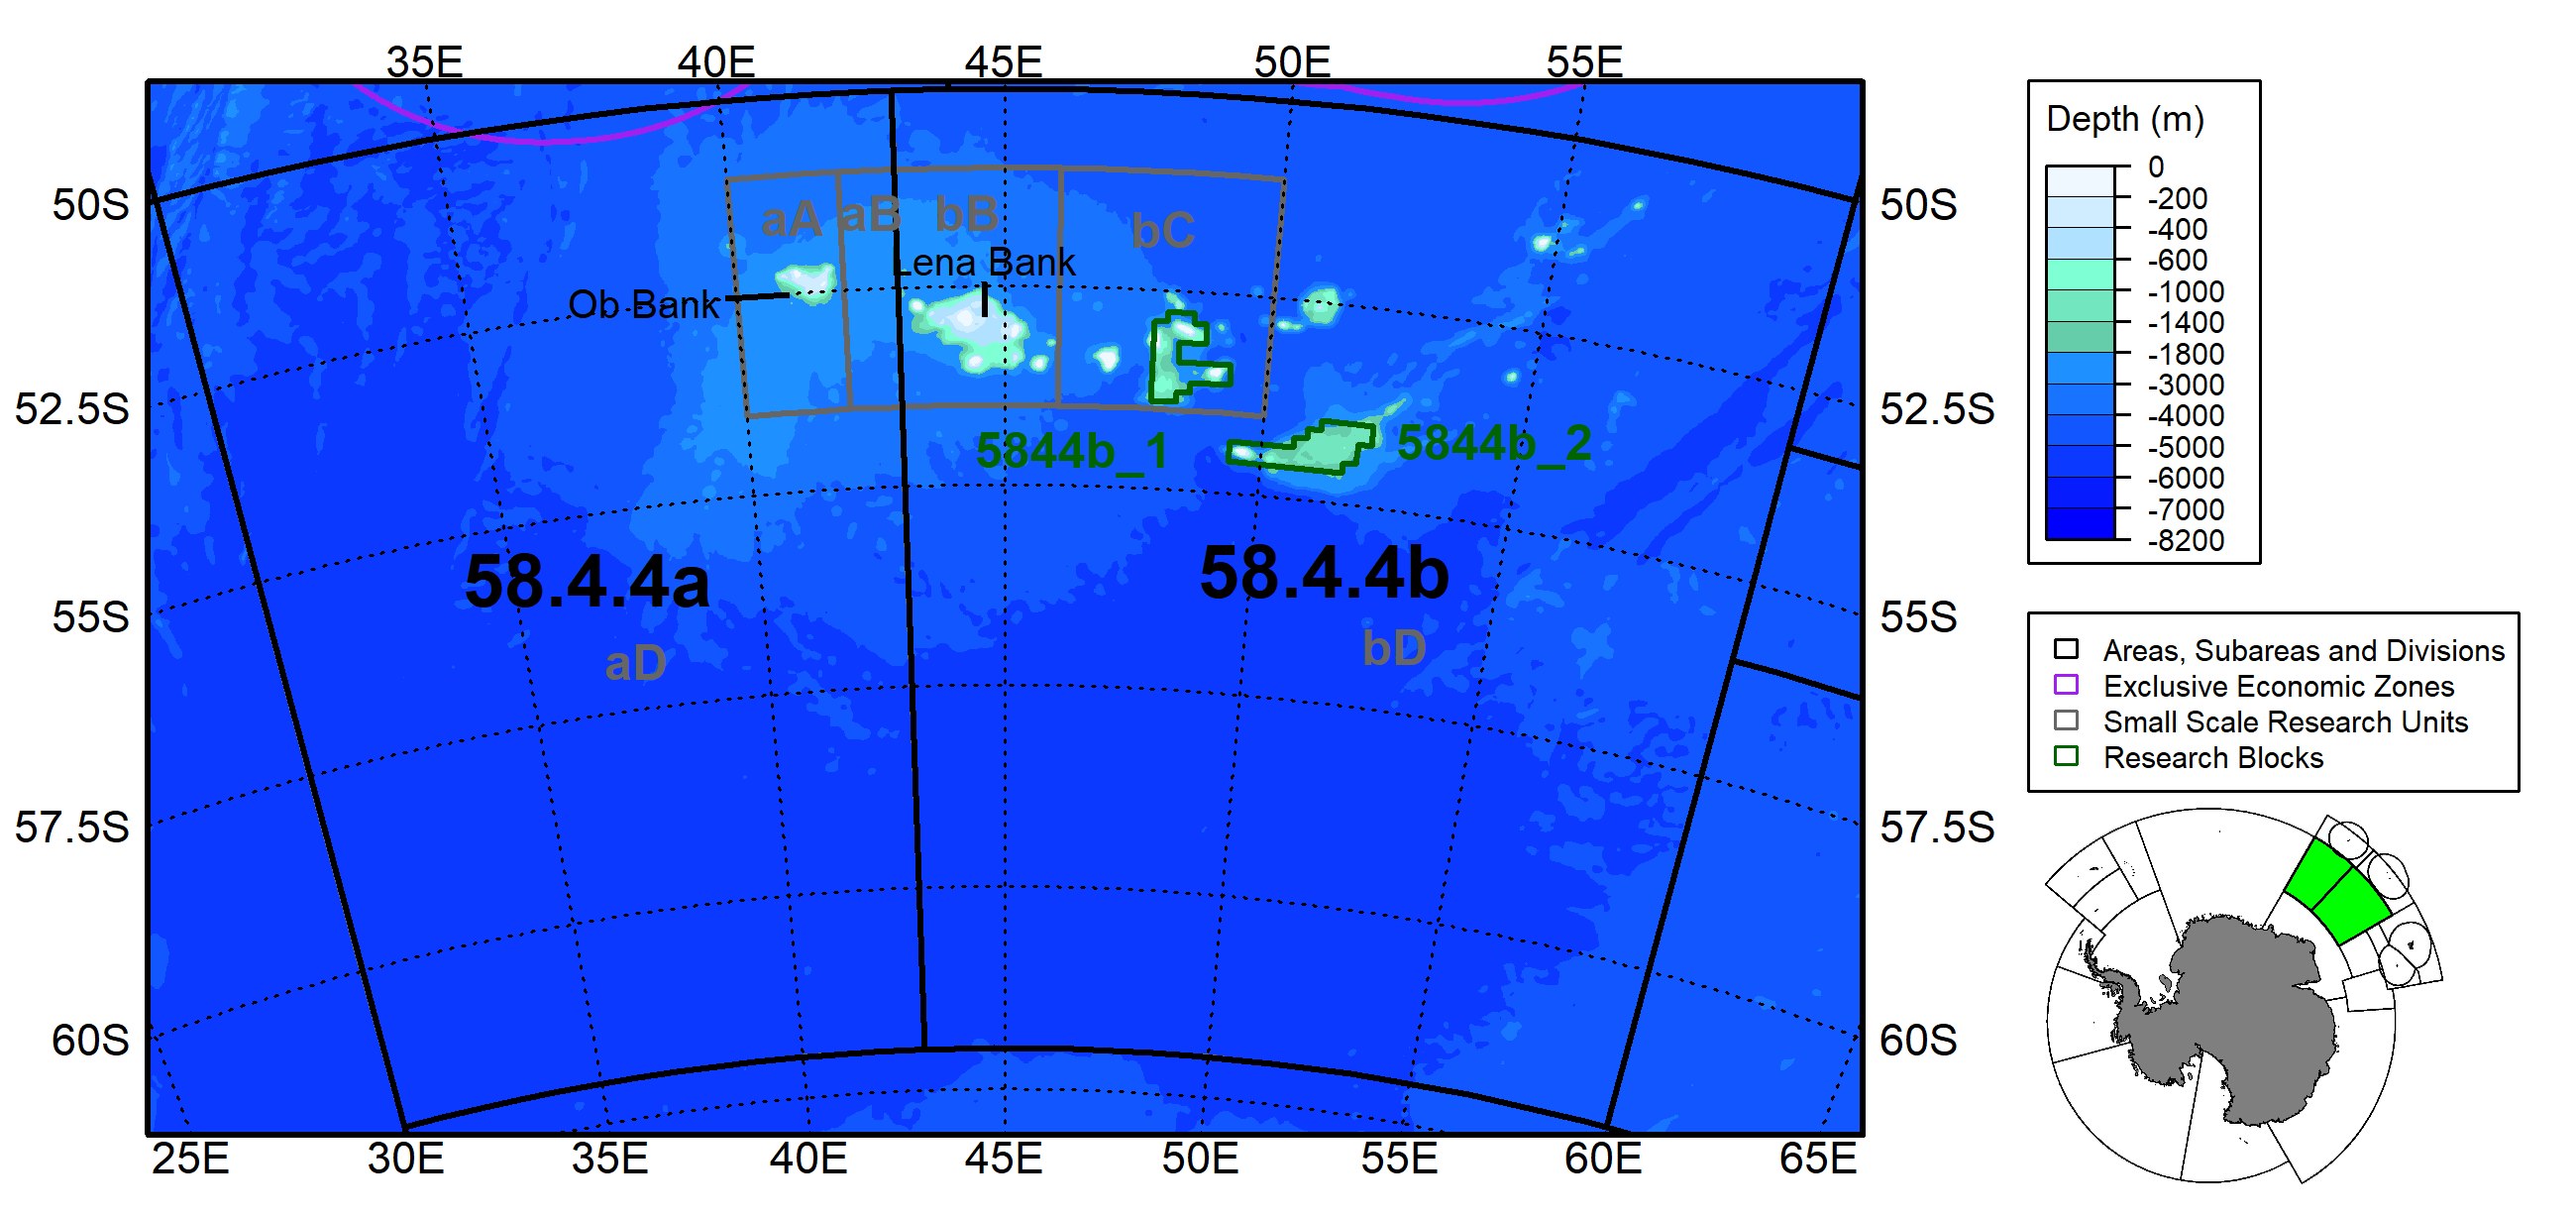 35E 40E 45E 50E 55E
50S
52.5S
55S
57.5S
60S
aA aB bB bC
Lena Bank
Ob Bank
5844b_1
5844b_2
58.4.4a
58.4.4b
aD
bD
50S
52.5S
55S
57.5S
60S
25E 30E 35E 40E 45E 50E 55E 60E 65E
Depth (m)
0
-200
-400
-600
-1000
-1400
-1800
-3000
-4000
-5000
-6000
-7000
-8200
Areas, Subareas and Divisions
Exclusive Economic Zones
Small Scale Research Units
Research Blocks